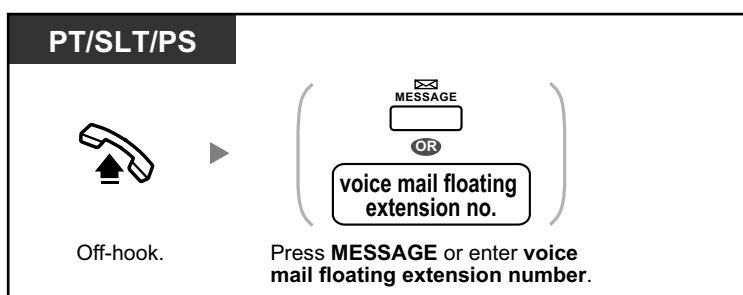 PT/SLT/PS
MESSAGE
OR
voice mail floating
extension no.
Off-hook.
Press MESSAGE or enter voice
mail floating extension number.